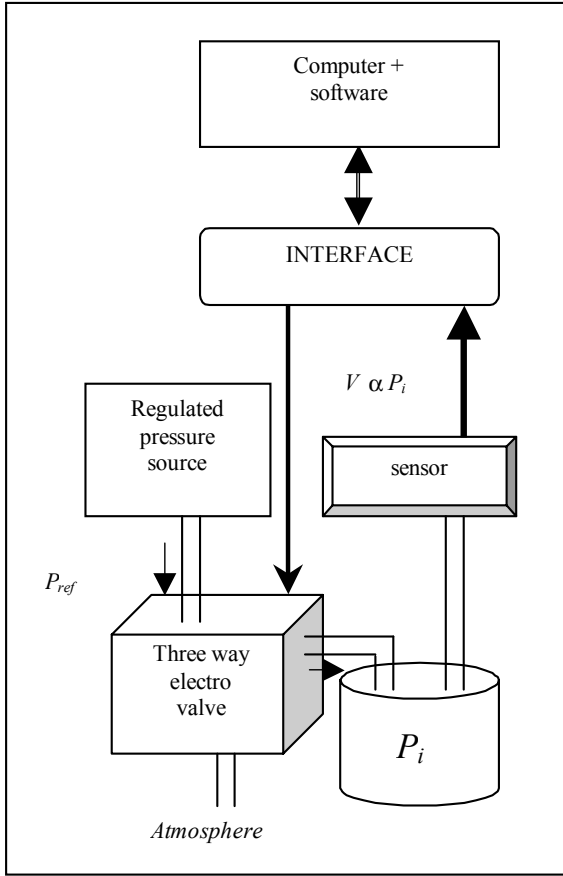 Computer +
software
INTERFACE
V α P_i
Regulated
pressure
source
sensor
P_ref
Three way
electro
valve
P_i
Atmosphere